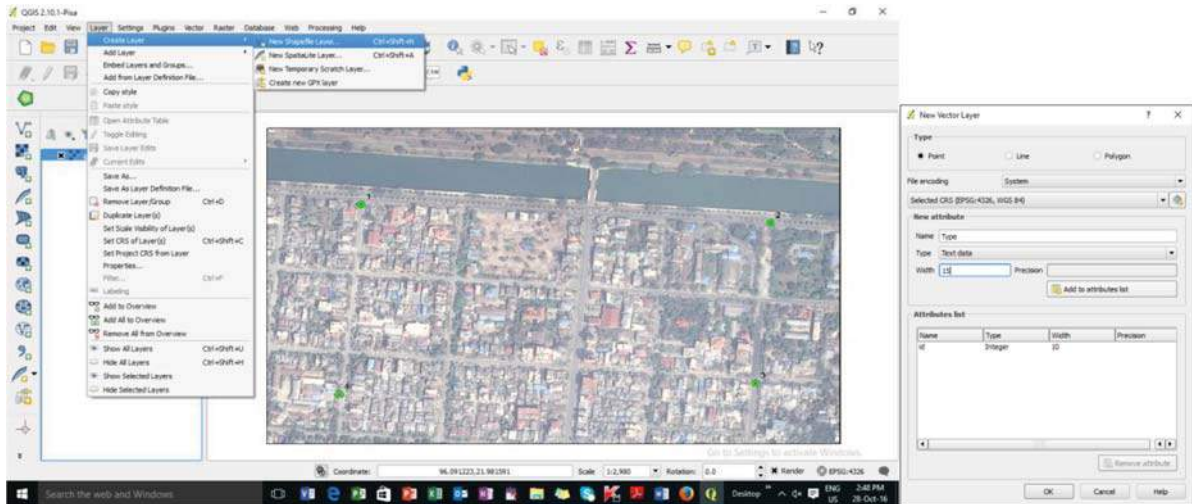 QGIS 2.10.1-Pisa
Project Edit View Layer Settings Plugins Vector Raster Database Web Processing Help
Create Layer
Add Layer
Embed Layers and Groups...
Add from Layer Definition File...
Copy style
Paste style
Open Attribute Table
Toggle Editing
Save Layer Edits
Current Edits
Save As...
Save As Layer Definition File...
Remove Layer/Group Ctrl+D
Duplicate Layer(s)
Set Scale Visibility of Layer(s)
Set CRS of Layer(s) Ctrl+Shift+C
Set Project CRS from Layer
Properties...
Filter... Ctrl+F
Labeling
Add to Overview
Add All to Overview
Remove All from Overview
Show All Layers Ctrl+Shift+U
Hide All Layers Ctrl+Shift+H
Show Selected Layers
Hide Selected Layers
New Shapefile Layer... Ctrl+Shift+N
New SpatiaLite Layer... Ctrl+Shift+A
New Temporary Scratch Layer...
Create new GPX layer
1
2
3
Go to Settings to activate Windows.
Coordinate: 96.091223,21.981591 Scale 1:2,980 Rotation: 0.0 Render EPSG:4326
Search the web and Windows
Desktop
ENG
US
2:48 PM
28-Oct-16
New Vector Layer
? X
Type
Point Line Polygon
File encoding System
Selected CRS (EPSG:4326, WGS 84)
New attribute
Name Type
Type Text data
Width 15 Precision
Add to attributes list
Attributes list
Name Type Width Precision
id Integer 10
Remove attribute
OK Cancel Help